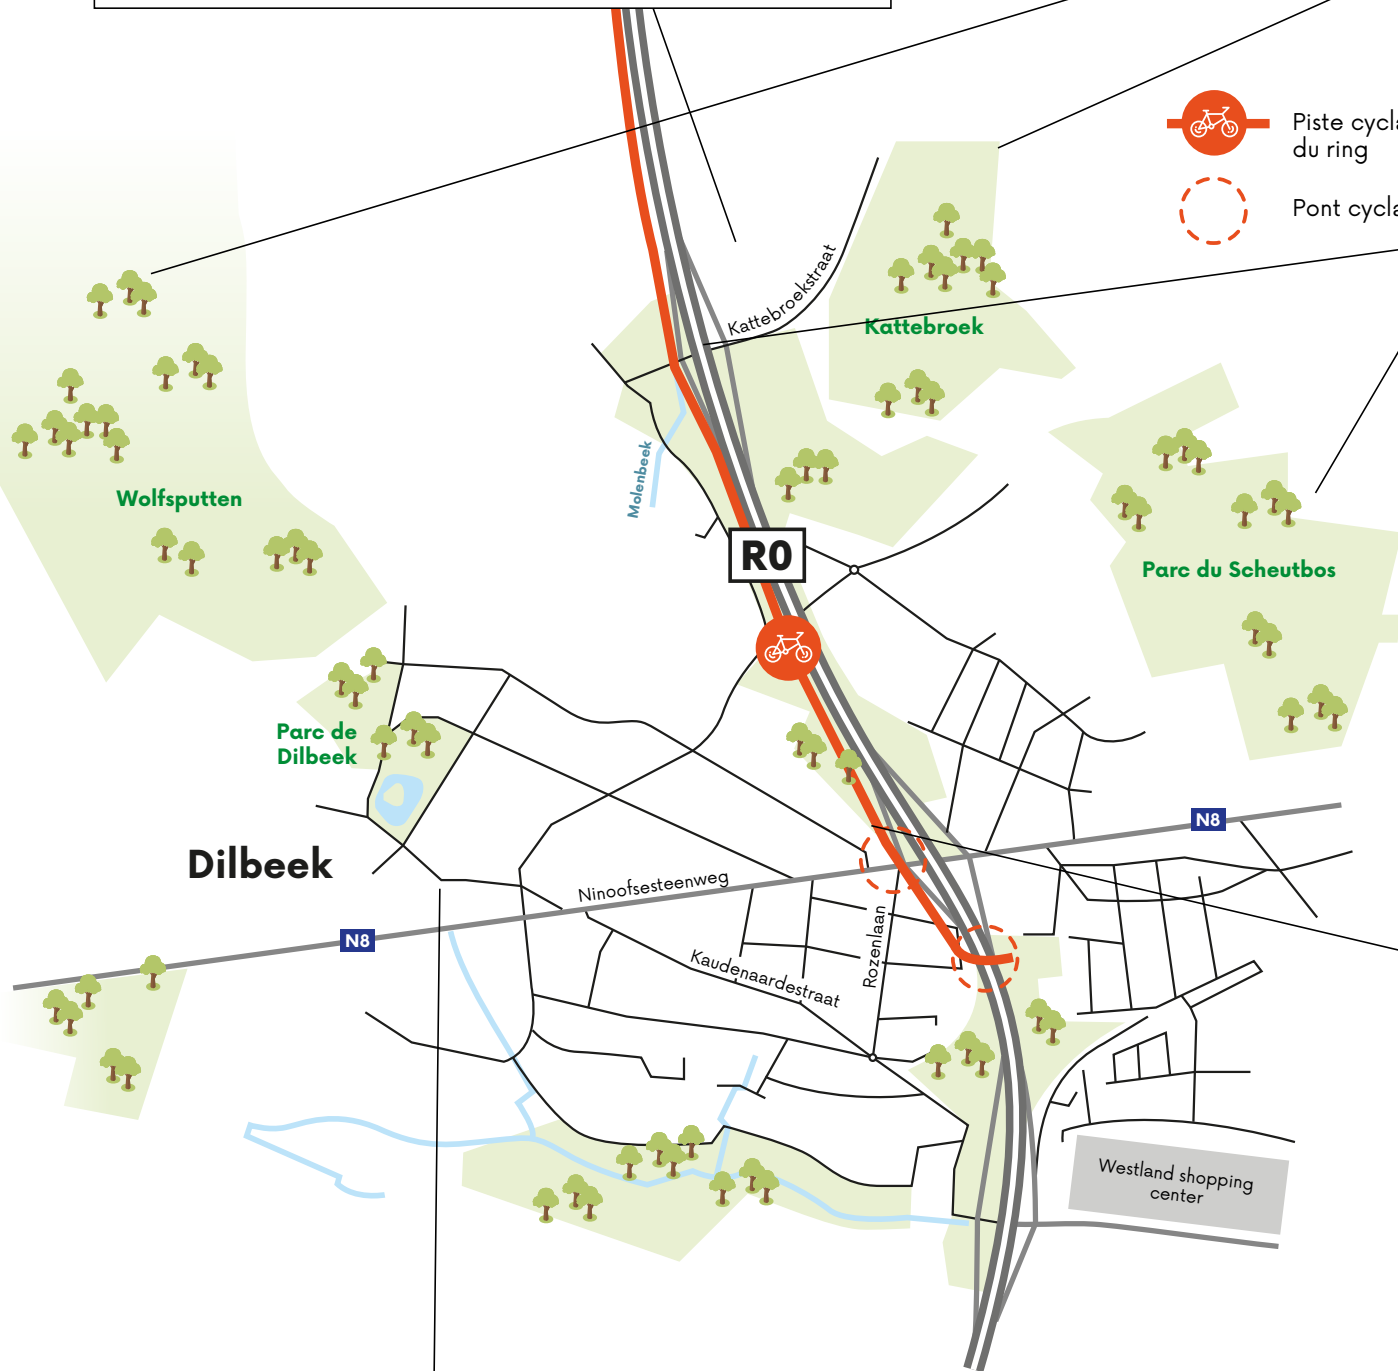 Piste cycla
du ring
Pont cycla
Kattebroekstraat
Kattebroek
Molenbeek
Wolfsputten
R0
Parc du Scheutbos
Parc de
Dilbeek
N8
Dilbeek
Ninoofsesteenweg
N8
Rozenlaan
Kaudenaardestraat
Westland shopping
center